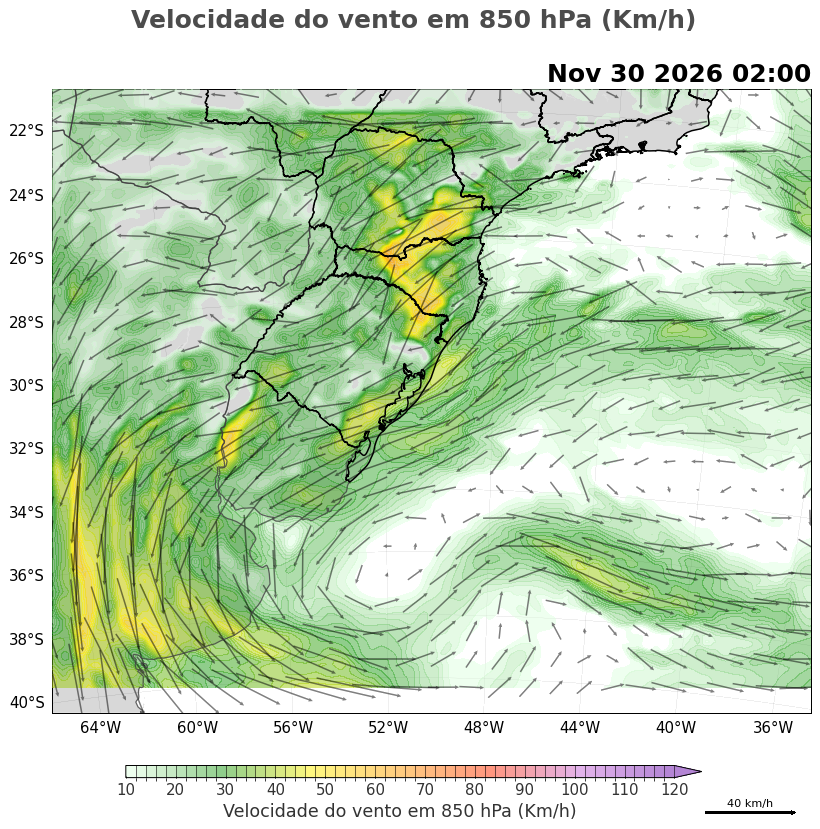 Velocidade do vento em 850 hPa (Km/h)
Nov 30 2026 02:00
22°S
24°S
26°S
28°S
30°S
32°S
34°S
36°S
38°S
40°S
64°W 60°W 56°W 52°W 48°W 44°W 40°W 36°W
10 20 30 40 50 60 70 80 90 100 110 120
Velocidade do vento em 850 hPa (Km/h)
40 km/h